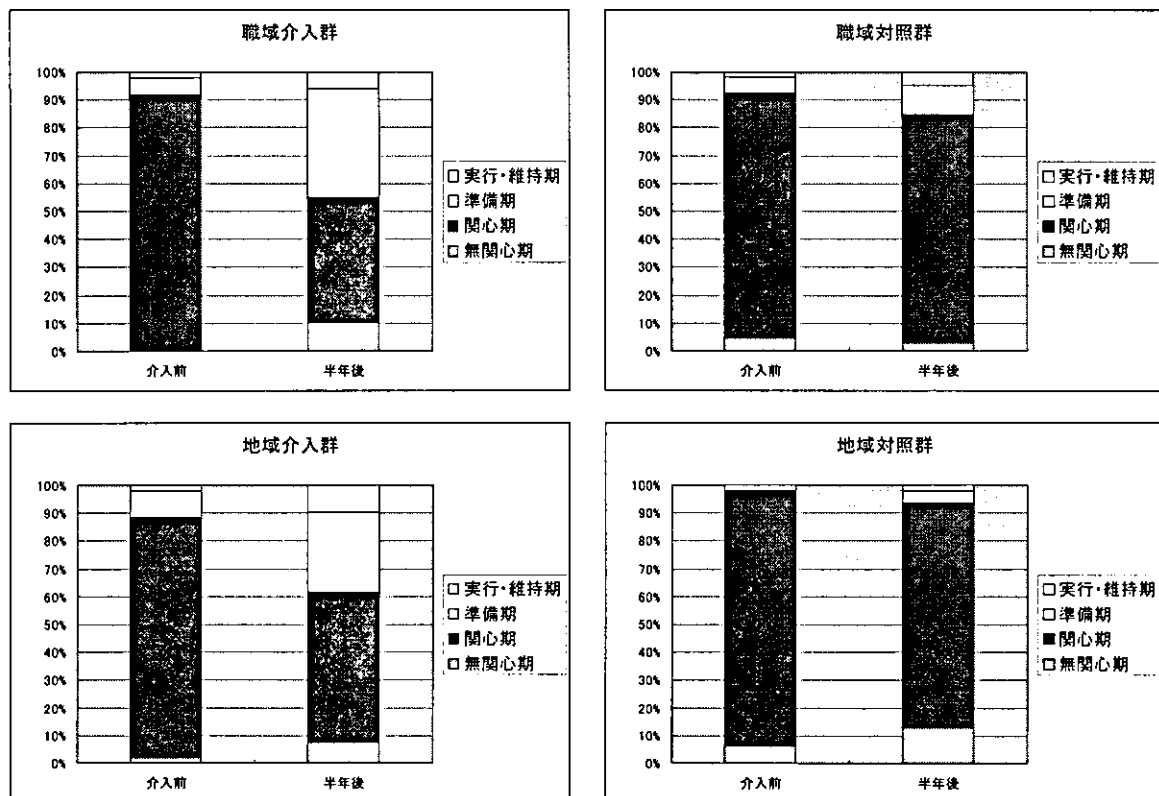 職域介入群
100%
90%
80%
70%
60%
50%
40%
30%
20%
10%
0%
介入前
半年後
実行・維持期
準備期
関心期
無関心期
職域対照群
100%
90%
80%
70%
60%
50%
40%
30%
20%
10%
0%
介入前
半年後
実行・維持期
準備期
関心期
無関心期
地域介入群
100%
90%
80%
70%
60%
50%
40%
30%
20%
10%
0%
介入前
半年後
実行・維持期
準備期
関心期
無関心期
地域対照群
100%
90%
80%
70%
60%
50%
40%
30%
20%
10%
0%
介入前
半年後
実行・維持期
準備期
関心期
無関心期